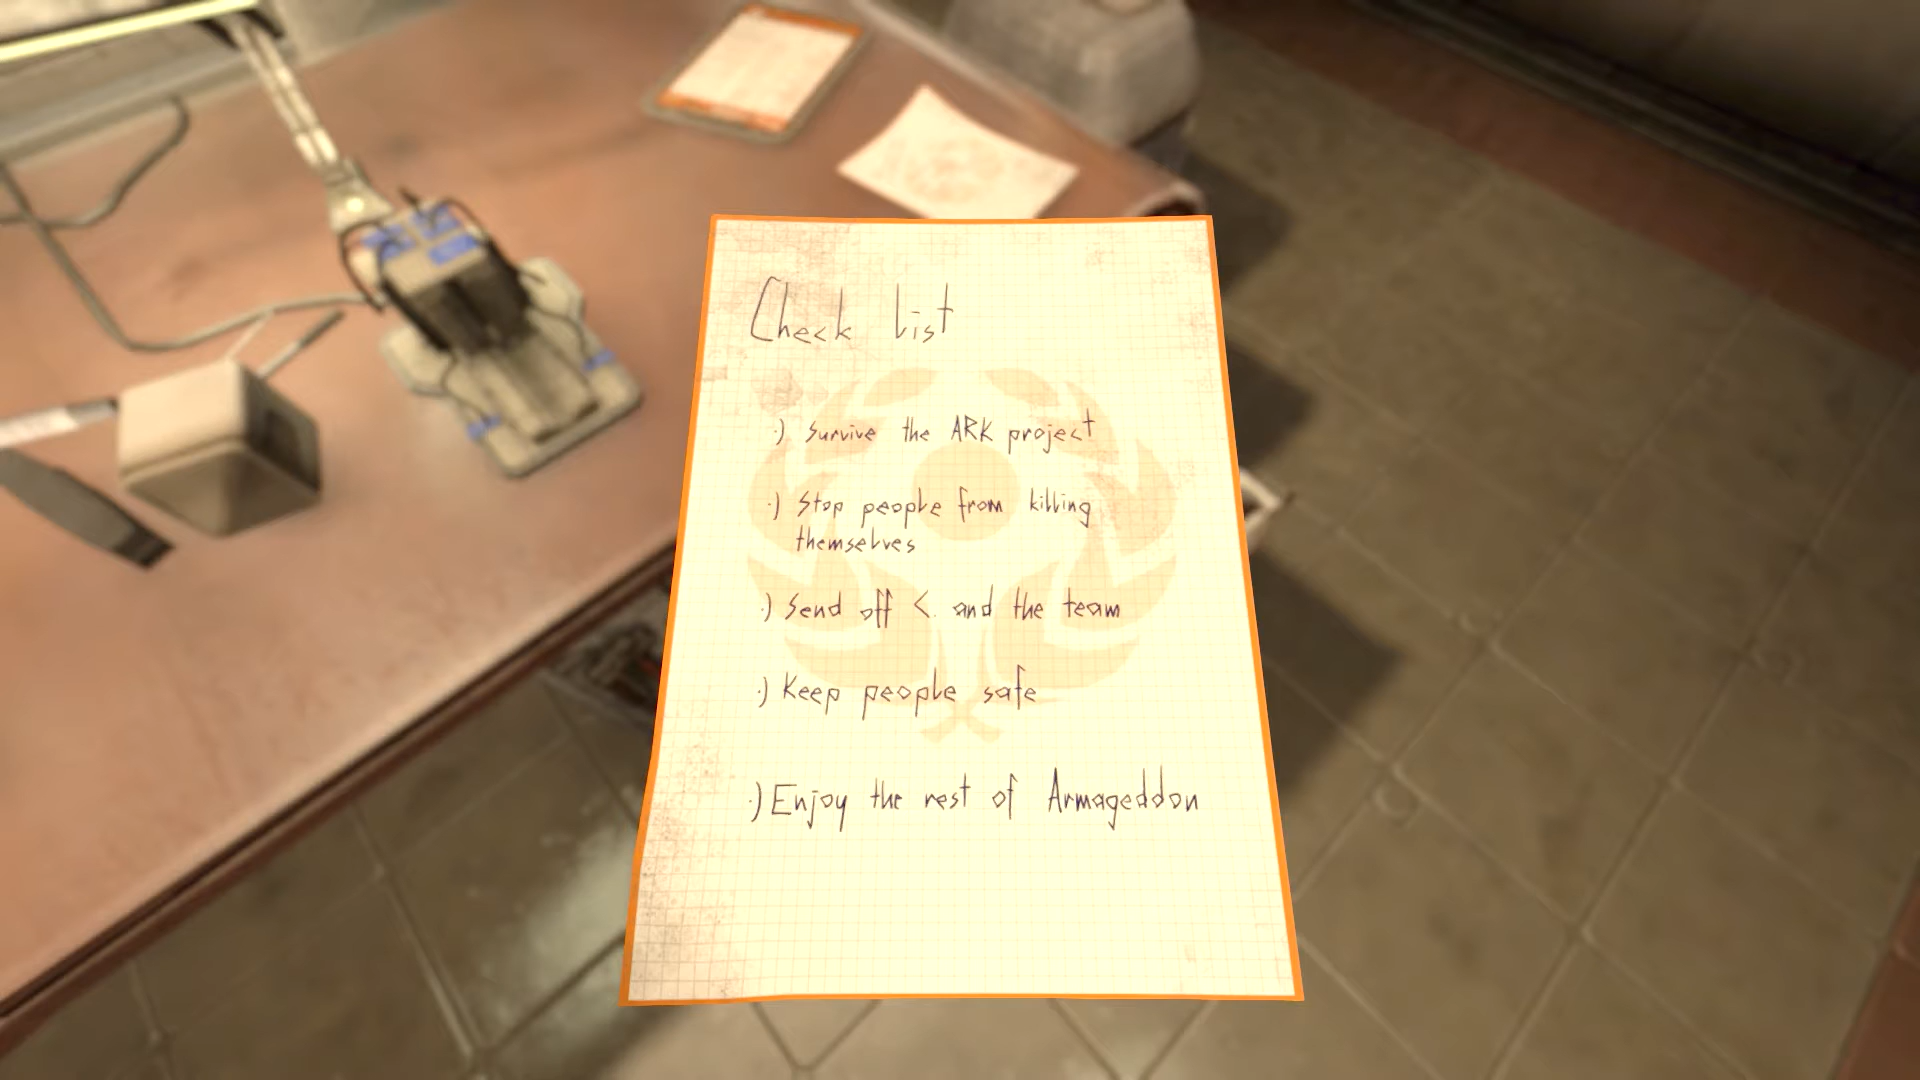 Check list
·) Survive the ARK project
·) Stop people from killing
themselves
·) Send off C. and the team
·) Keep people safe
·) Enjoy the rest of Armageddon